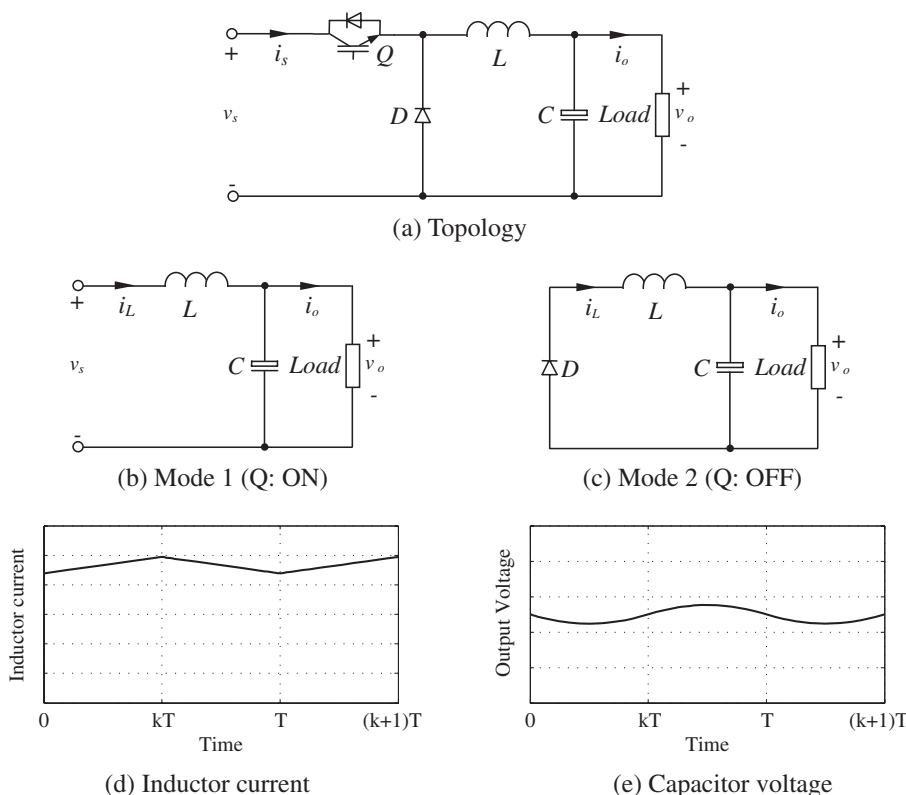 +
i_s
Q
L
i_o
v_s
D
C
Load
+
v_o
-
-
(a) Topology
+
i_L
L
i_o
v_s
C
Load
+
v_o
-
-
(b) Mode 1 (Q: ON)
i_L
L
i_o
D
C
Load
+
v_o
-
(c) Mode 2 (Q: OFF)
Inductor current
0 kT T (k+1)T
Time
(d) Inductor current
Output Voltage
0 kT T (k+1)T
Time
(e) Capacitor voltage